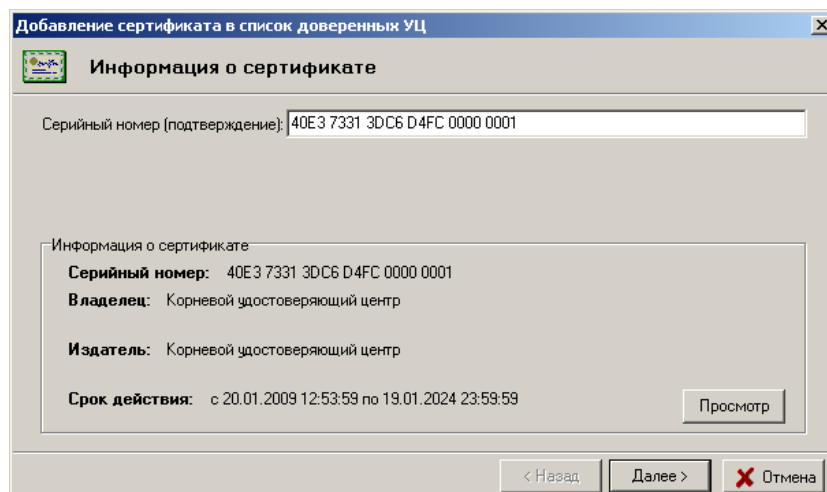 Добавление сертификата в список доверенных УЦ
Информация о сертификате
Серийный номер (подтверждение): 40E3 7331 3DC6 D4FC 0000 0001
Информация о сертификате
Серийный номер: 40E3 7331 3DC6 D4FC 0000 0001
Владелец: Корневой удостоверяющий центр
Издатель: Корневой удостоверяющий центр
Срок действия: с 20.01.2009 12:53:59 по 19.01.2024 23:59:59
Просмотр
< Назад Далее > Отмена